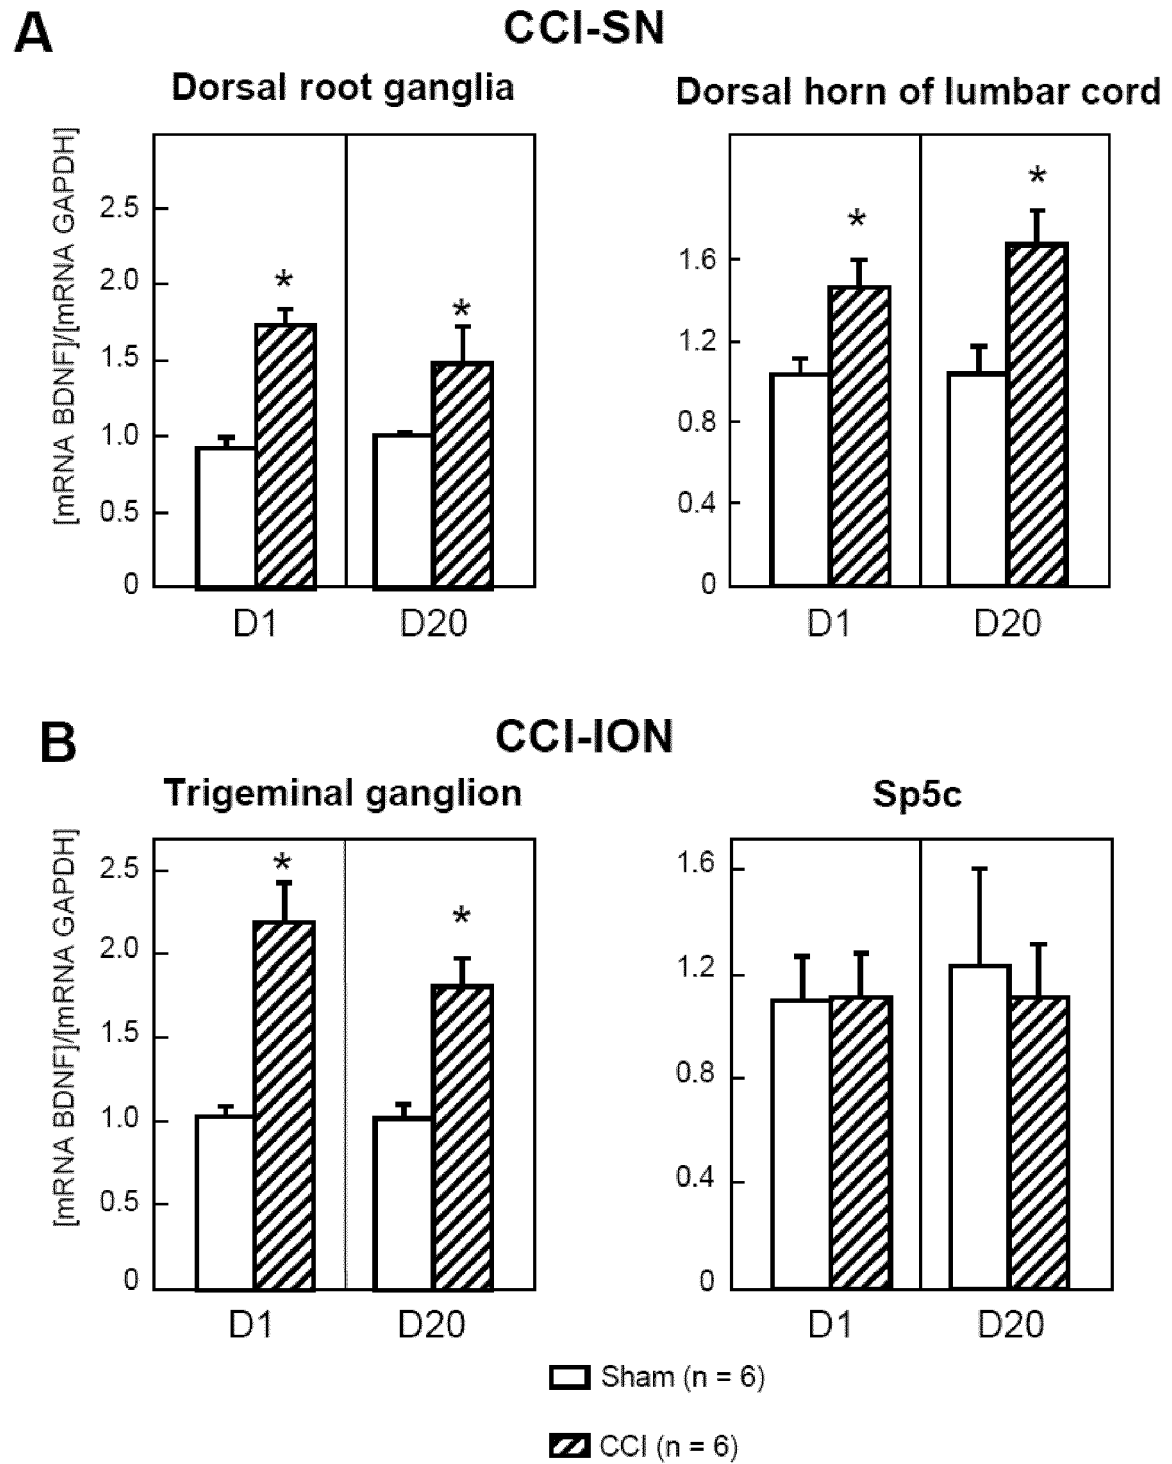 A
CCI-SN
Dorsal root ganglia
Dorsal horn of lumbar cord
[mRNA BDNF]/[mRNA GAPDH]
2.5
2.0
1.5
1.0
0.5
0
*
*
D1
D20
1.6
1.2
0.8
0.4
0
*
*
D1
D20
B
CCI-ION
Trigeminal ganglion
Sp5c
[mRNA BDNF]/[mRNA GAPDH]
2.5
2.0
1.5
1.0
0.5
0
*
*
D1
D20
1.6
1.2
0.8
0.4
0
D1
D20
Sham (n = 6)
CCI (n = 6)